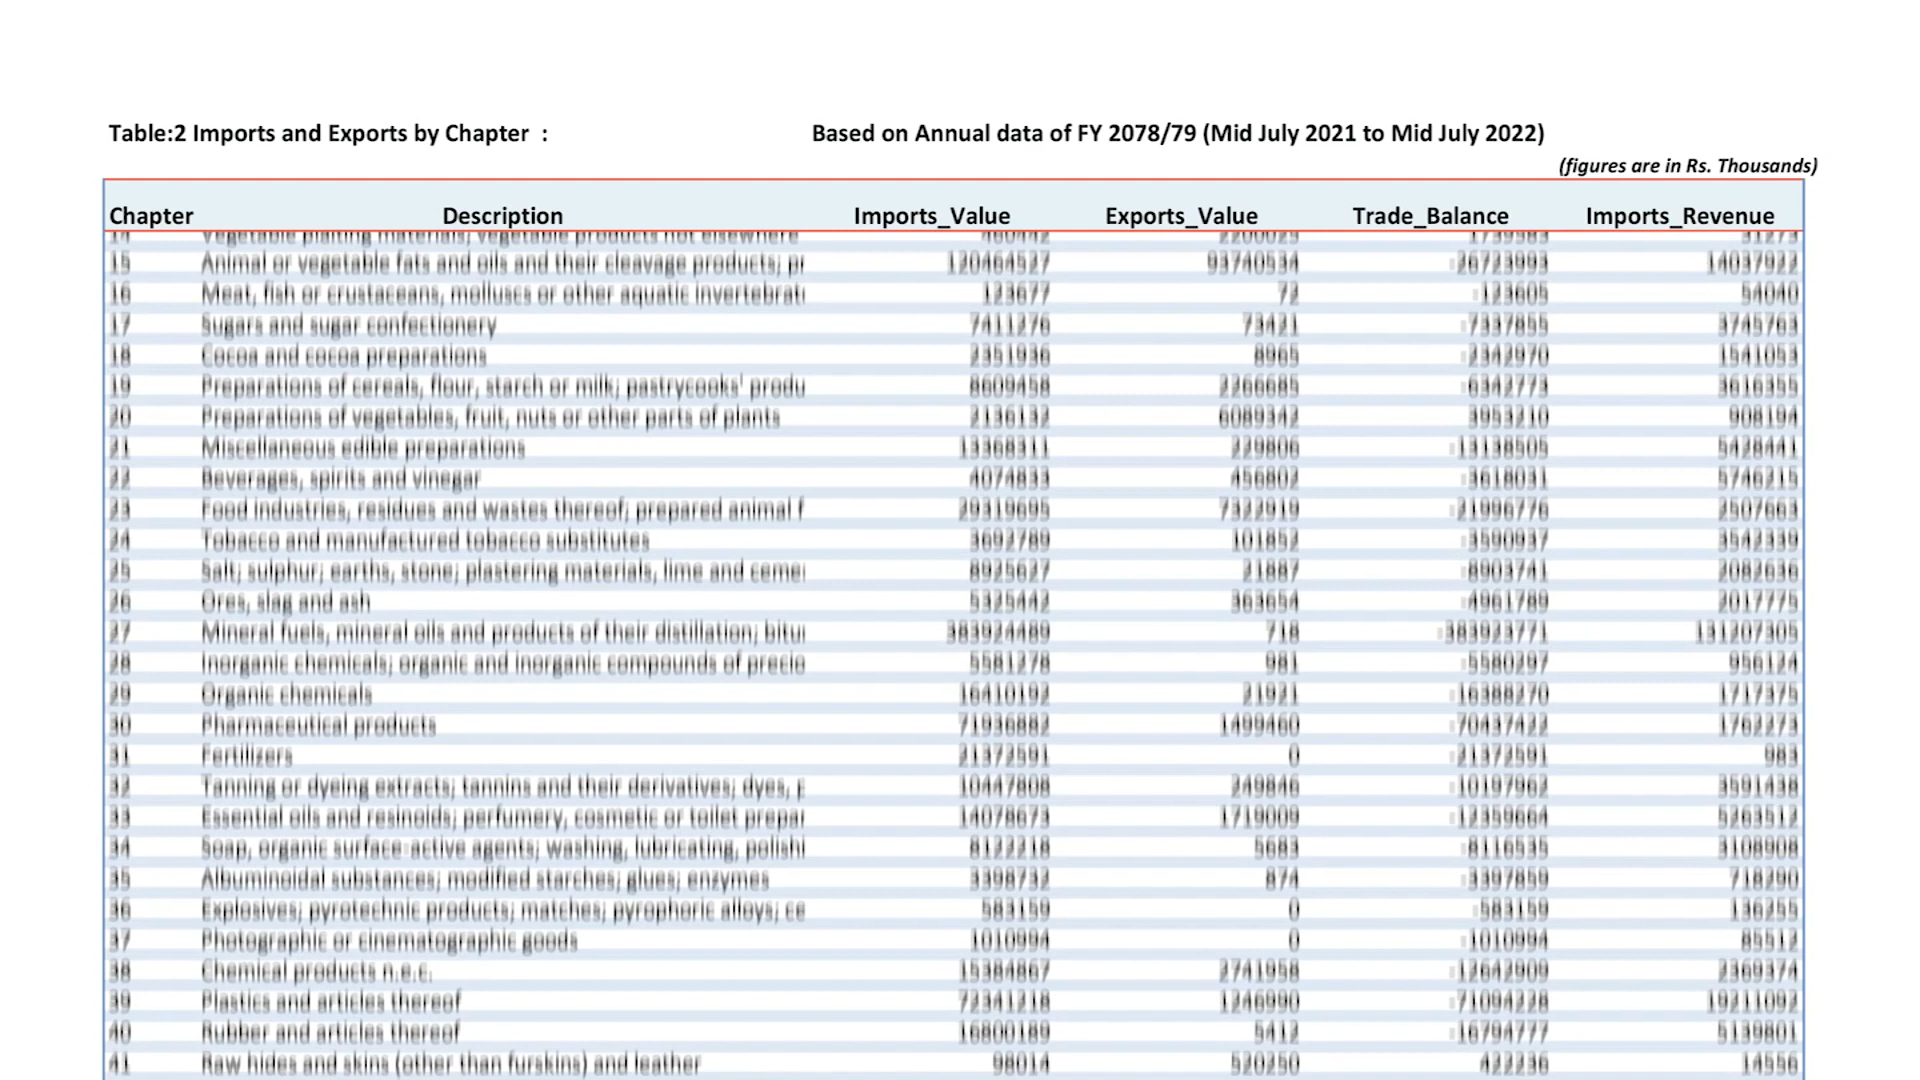 Table:2 Imports and Exports by Chapter : Based on Annual data of FY 2078/79 (Mid July 2021 to Mid July 2022)
(figures are in Rs. Thousands)
Chapter Description Imports_Value Exports_Value Trade_Balance Imports_Revenue
14 Vegetable plaiting materials; vegetable products not elsewhere 460442 2200025 1739583 31273
15 Animal or vegetable fats and oils and their cleavage products; pr 120464527 93740534 -26723993 14037922
16 Meat, fish or crustaceans, molluscs or other aquatic invertebrat 123677 72 -123605 54040
17 Sugars and sugar confectionery 7411276 73421 -7337855 3745763
18 Cocoa and cocoa preparations 2351936 8965 -2342970 1541053
19 Preparations of cereals, flour, starch or milk; pastrycooks' produ 8609458 2266685 -6342773 3616355
20 Preparations of vegetables, fruit, nuts or other parts of plants 2136132 6089342 3953210 908194
21 Miscellaneous edible preparations 13368311 229806 -13138505 5428441
22 Beverages, spirits and vinegar 4074833 456802 -3618031 5746215
23 Food industries, residues and wastes thereof; prepared animal f 29319695 7322919 -21996776 2507663
24 Tobacco and manufactured tobacco substitutes 3692789 101852 -3590937 3542339
25 Salt; sulphur; earths, stone; plastering materials, lime and cemer 8925627 21887 -8903741 2082636
26 Ores, slag and ash 5325442 363654 -4961789 2017775
27 Mineral fuels, mineral oils and products of their distillation; bitu 383924489 718 -383923771 131207305
28 Inorganic chemicals; organic and inorganic compounds of precio 5581278 981 -5580297 956124
29 Organic chemicals 16410192 21921 -16388270 1717375
30 Pharmaceutical products 71936882 1499460 -70437422 1762273
31 Fertilizers 21372591 0 -21372591 983
32 Tanning or dyeing extracts; tannins and their derivatives; dyes, p 10447808 249846 -10197962 3591438
33 Essential oils and resinoids; perfumery, cosmetic or toilet prepar 14078673 1719009 -12359664 5263512
34 Soap, organic surface-active agents; washing, lubricating, polishi 8122218 5683 -8116535 3108908
35 Albuminoidal substances; modified starches; glues; enzymes 3398732 874 -3397859 718290
36 Explosives; pyrotechnic products; matches; pyrophoric alloys; ce 583159 0 -583159 136255
37 Photographic or cinematographic goods 1010994 0 -1010994 85512
38 Chemical products n.e.c. 15384867 2741958 -12642909 2369374
39 Plastics and articles thereof 72341218 1246990 -71094228 19211092
40 Rubber and articles thereof 16800189 5412 -16794777 5139801
41 Raw hides and skins (other than furskins) and leather 98014 520250 422236 14556